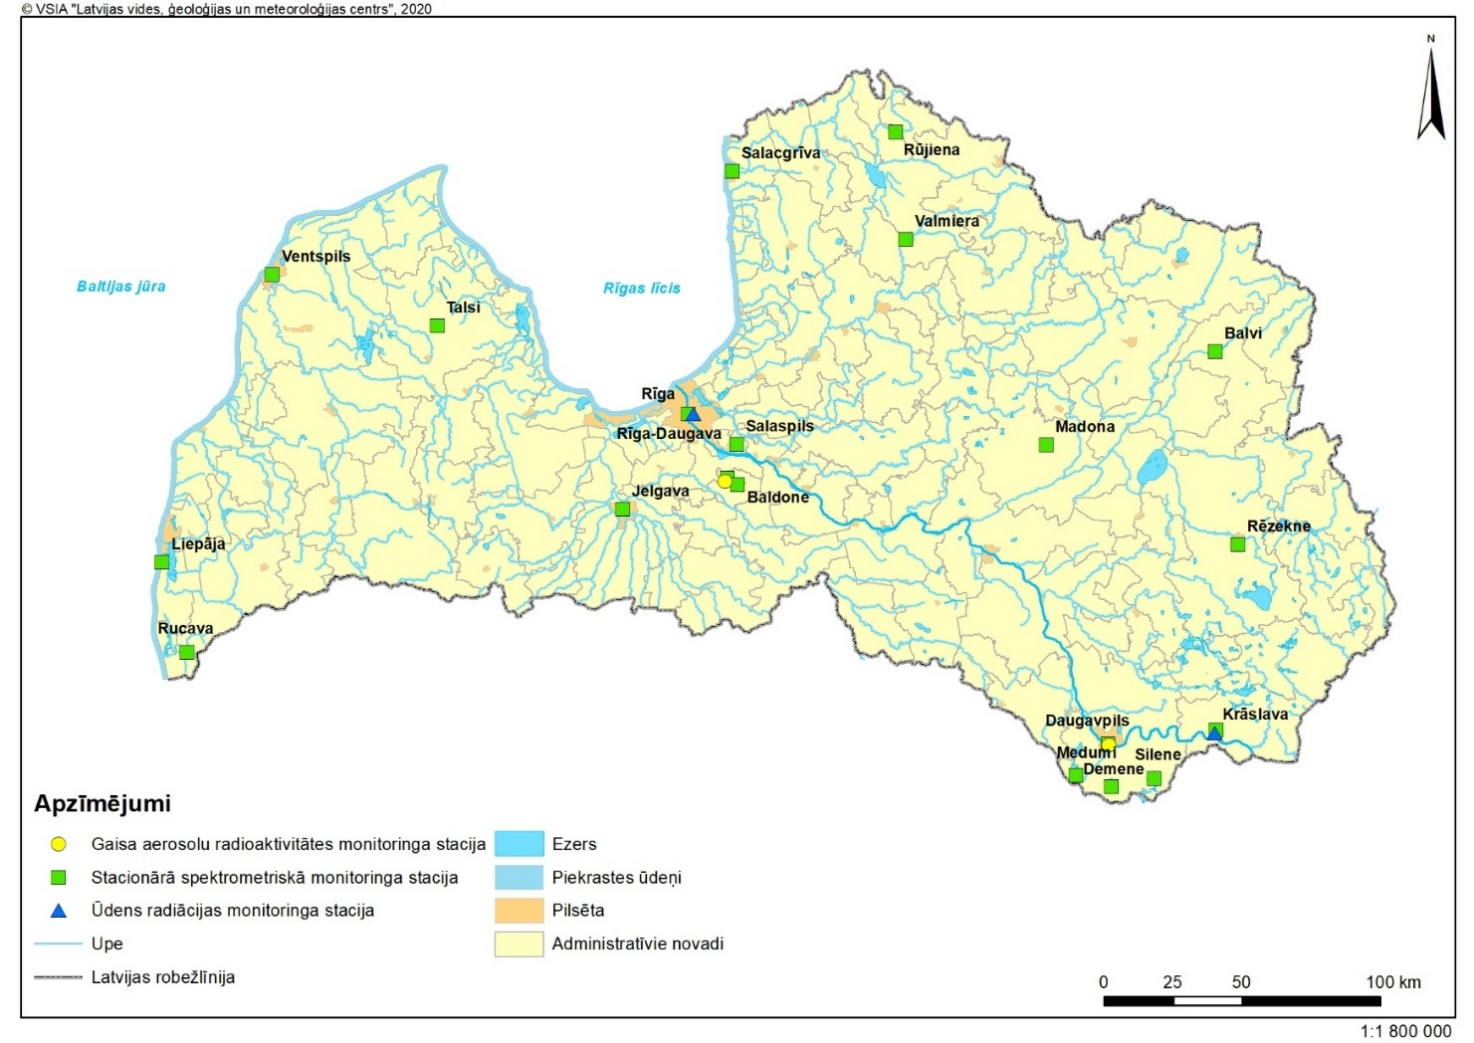 © VSIA "Latvijas vides, ģeoloģijas un meteoroloģijas centrs", 2020
N
Salacgrīva
Rūjiena
Valmiera
Ventspils
Baltijas jūra
Rīgas līcis
Talsi
Balvi
Rīga
Rīga-Daugava
Salaspils
Madona
Jelgava
Baldone
Rēzekne
Liepāja
Rucava
Daugavpils
Krāslava
Medumi
Silene
Demene
Apzīmējumi
Gaisa aerosolu radioaktivitātes monitoringa stacija
Stacionārā spektrometriskā monitoringa stacija
Ūdens radiācijas monitoringa stacija
Upe
Latvijas robežlīnija
Ezers
Piekrastes ūdeņi
Pilsēta
Administratīvie novadi
0 25 50 100 km
1:1 800 000